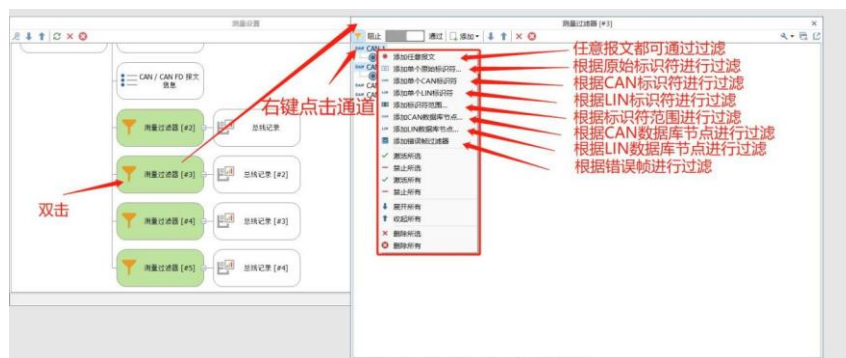 测量设置
测量过滤器 [#3]
阻止
通过
添加
CAN / CAN FD 报文
信息
测量过滤器 [#2]
总线记录
测量过滤器 [#3]
总线记录 [#2]
测量过滤器 [#4]
总线记录 [#3]
测量过滤器 [#5]
总线记录 [#4]
双击
右键点击通道
添加任意报文
添加单个原始标识符...
添加单个CAN标识符
添加单个LIN标识符
添加标识符范围...
添加CAN数据库节点...
添加LIN数据库节点...
添加错误帧过滤器
激活所选
禁止所选
激活所有
禁止所有
展开所有
收起所有
删除所选
删除所有
任意报文都可通过过滤
根据原始标识符进行过滤
根据CAN标识符进行过滤
根据LIN标识符进行过滤
根据标识符范围进行过滤
根据CAN数据库节点进行过滤
根据LIN数据库节点进行过滤
根据错误帧进行过滤